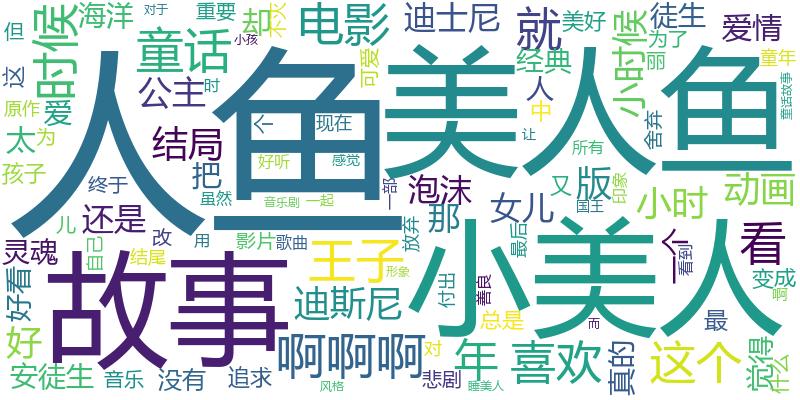 但 海洋 对于 重要 却 不火 电影 迪士尼 就 美好 徒生 爱情
这 时候 童话 小孩 可爱 经典 小时候 为了 丽 童年
原作 爱 公主 时 人 中 童话故事
太 为 结局 个 现在 美人鱼 让 所有 舍弃
孩子 人鱼 把 好听 感觉 一部 又 版 印象 动画
终于 虽然 音乐剧 一起 泡沫 女儿 国王 小时
儿 还是 用 影片 歌曲 放弃 那 最后 一个 看
灵魂 自己 改 结尾 王子 形象 小美人 看到 变成
好看 故事 迪斯尼 付出 善良 总是 而 最 啊
好 啊啊啊 对 年 喜欢 真的 这个 觉得 什么
安徒生 音乐 没有 追求 风格 悲剧 睡美人